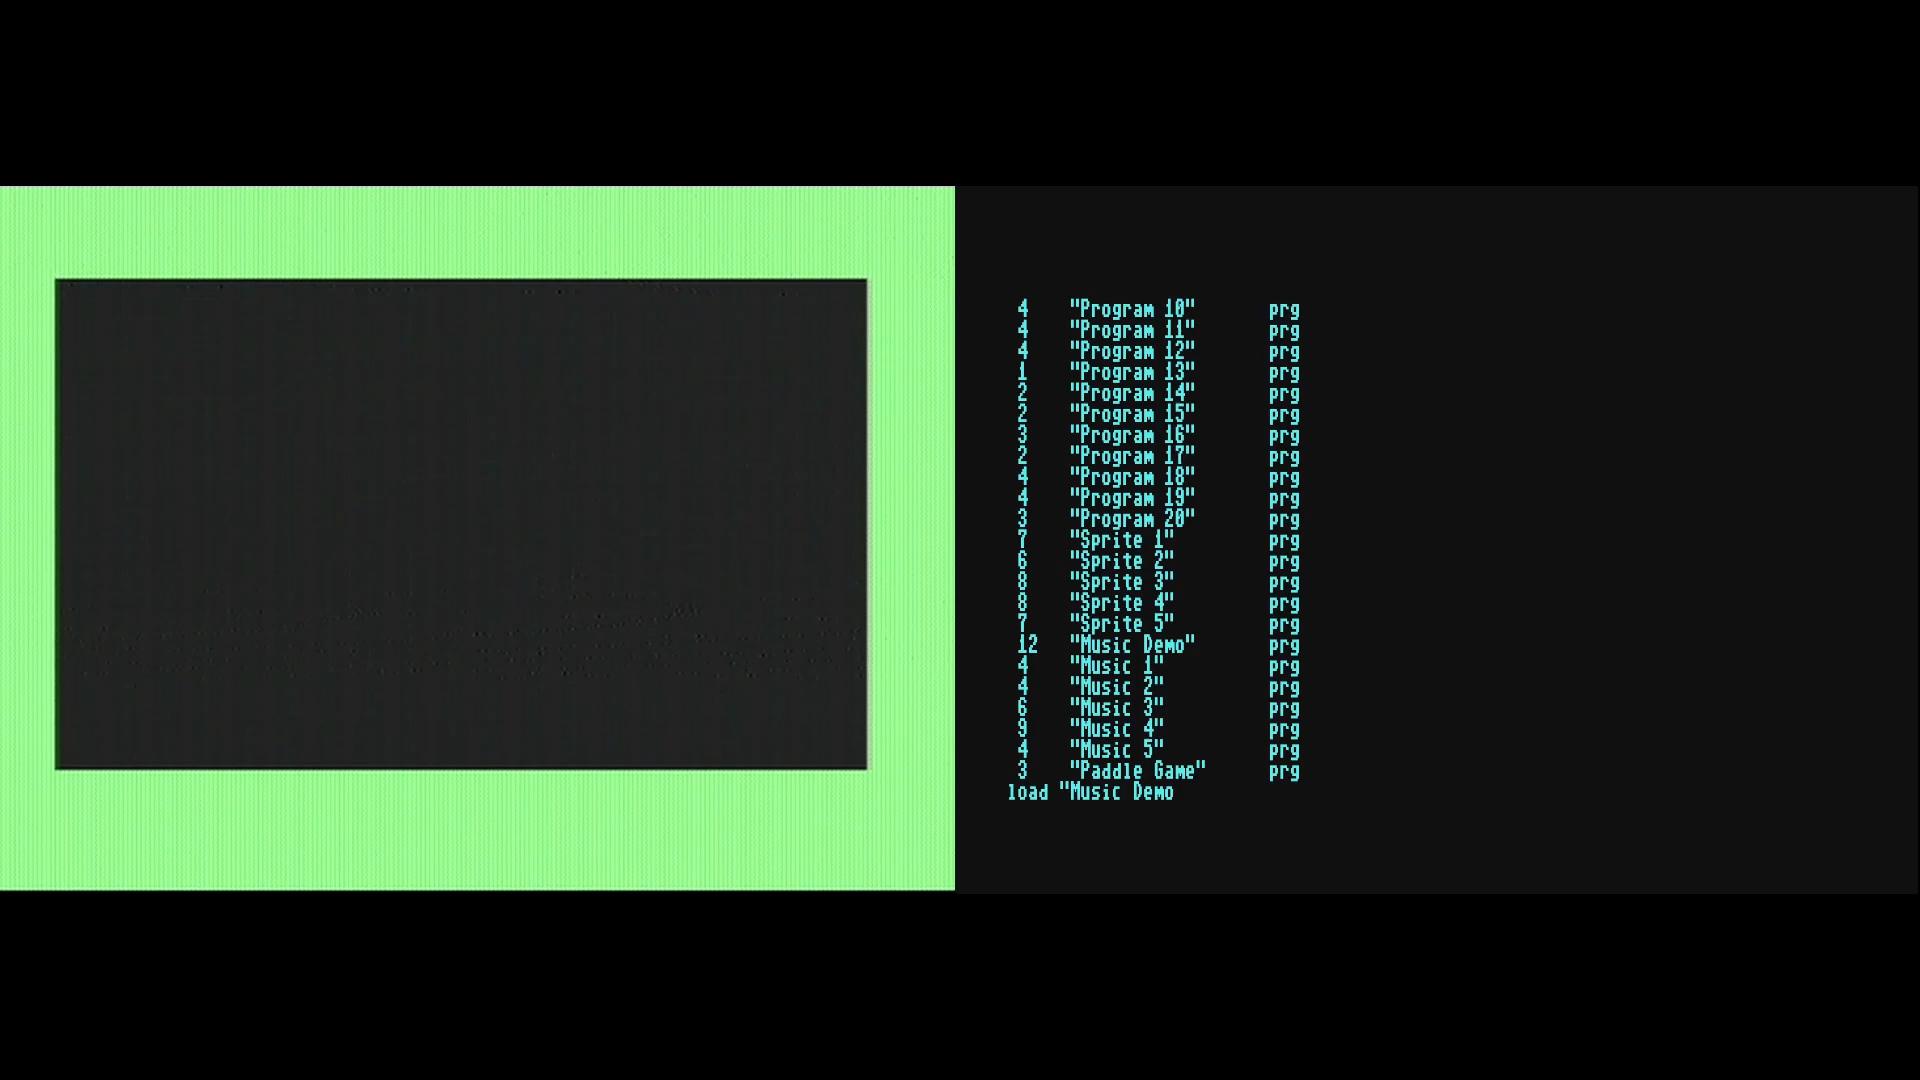 4 "Program 10" prg
4 "Program 11" prg
4 "Program 12" prg
1 "Program 13" prg
2 "Program 14" prg
2 "Program 15" prg
3 "Program 16" prg
2 "Program 17" prg
4 "Program 18" prg
4 "Program 19" prg
3 "Program 20" prg
7 "Sprite 1" prg
6 "Sprite 2" prg
8 "Sprite 3" prg
8 "Sprite 4" prg
7 "Sprite 5" prg
12 "Music Demo" prg
4 "Music 1" prg
4 "Music 2" prg
6 "Music 3" prg
9 "Music 4" prg
4 "Music 5" prg
3 "Paddle Game" prg
load "Music Demo